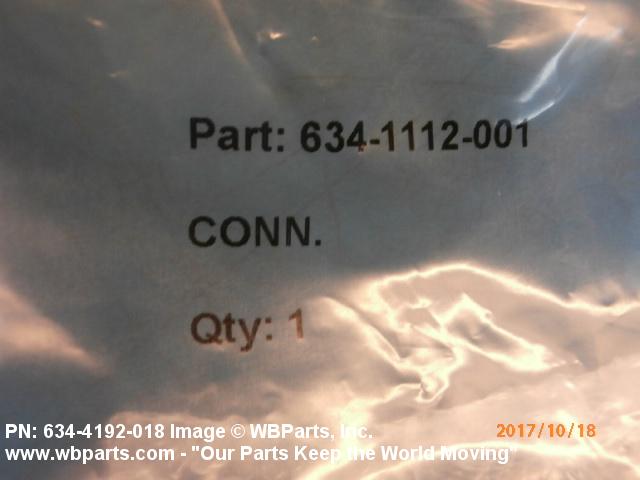 Part: 634-1112-001
CONN.
Qty: 1
PN: 634-4192-018 Image © WBParts, Inc.
2017/10/18
www.wbparts.com - "Our Parts Keep the World Moving"